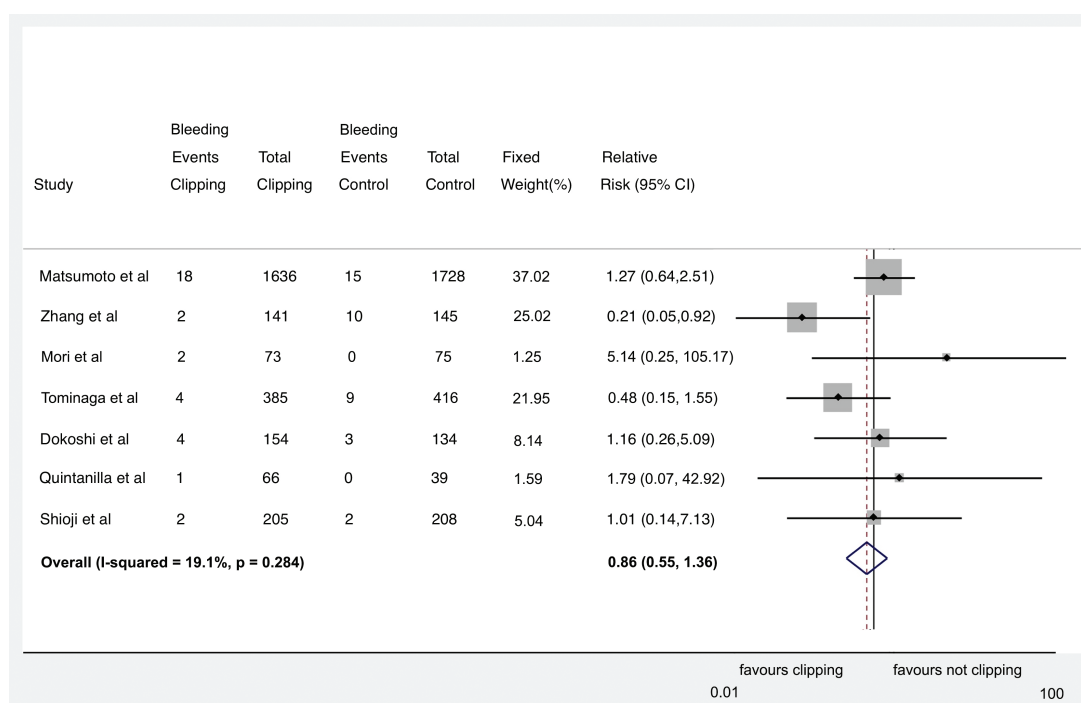 Bleeding Bleeding
Events Total Events Total Fixed Relative
Study Clipping Clipping Control Control Weight(%) Risk (95% CI)
Matsumoto et al 18 1636 15 1728 37.02 1.27 (0.64,2.51)
Zhang et al 2 141 10 145 25.02 0.21 (0.05,0.92)
Mori et al 2 73 0 75 1.25 5.14 (0.25, 105.17)
Tominaga et al 4 385 9 416 21.95 0.48 (0.15, 1.55)
Dokoshi et al 4 154 3 134 8.14 1.16 (0.26,5.09)
Quintanilla et al 1 66 0 39 1.59 1.79 (0.07, 42.92)
Shioji et al 2 205 2 208 5.04 1.01 (0.14,7.13)
Overall (I-squared = 19.1%, p = 0.284) 0.86 (0.55, 1.36)
favours clipping favours not clipping
0.01 100